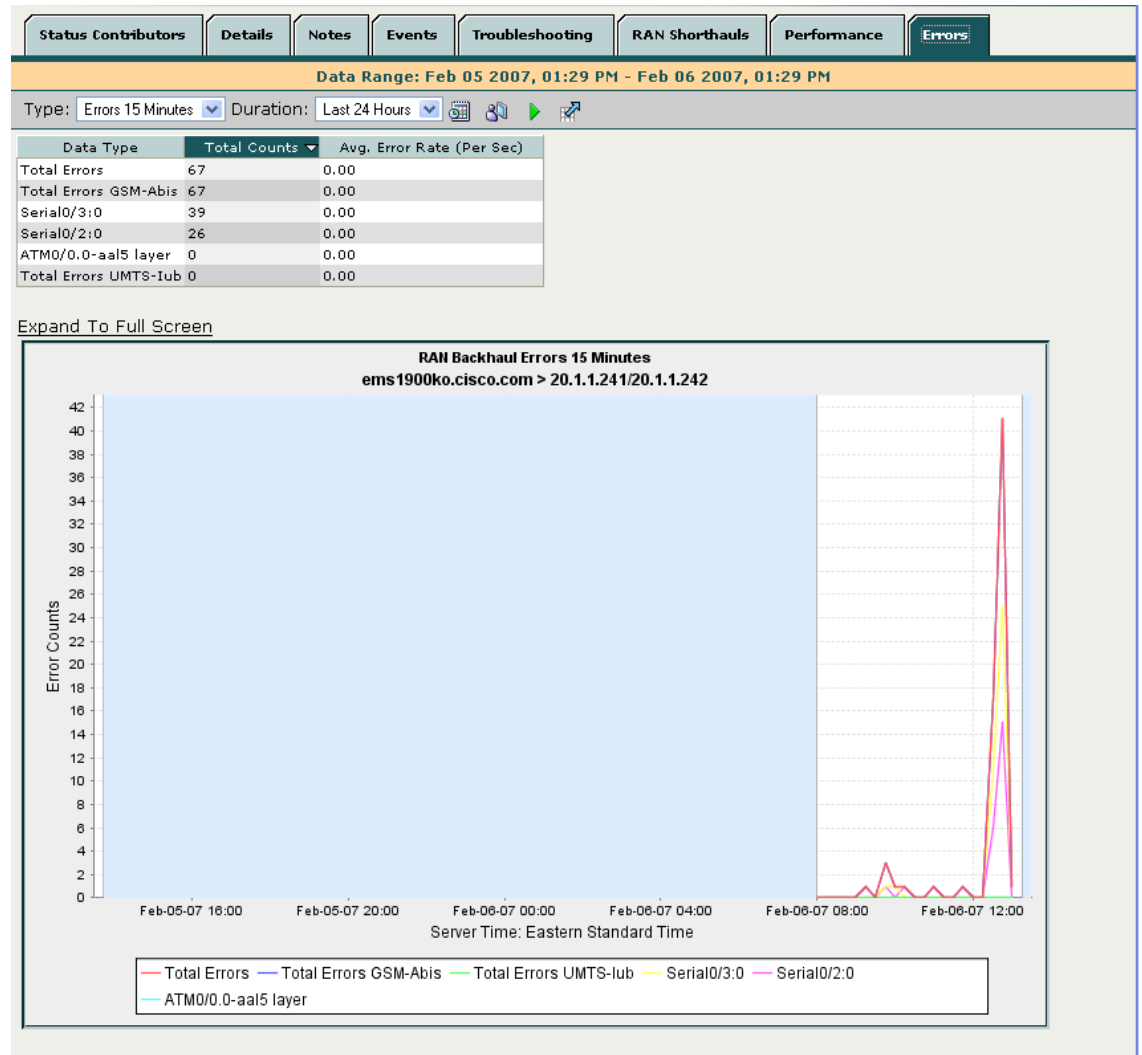 Status Contributors Details Notes Events Troubleshooting RAN Shorthauls Performance Errors
Data Range: Feb 05 2007, 01:29 PM - Feb 06 2007, 01:29 PM
Type: Errors 15 Minutes Duration: Last 24 Hours
Data Type Total Counts Avg. Error Rate (Per Sec)
Total Errors 67 0.00
Total Errors GSM-Abis 67 0.00
Serial0/3:0 39 0.00
Serial0/2:0 26 0.00
ATM0/0.0-aal5 layer 0 0.00
Total Errors UMTS-Iub 0 0.00
Expand To Full Screen
RAN Backhaul Errors 15 Minutes
ems1900ko.cisco.com > 20.1.1.241/20.1.1.242
Error Counts
42
40
38
36
34
32
30
28
26
24
22
20
18
16
14
12
10
8
6
4
2
0
Feb-05-07 16:00 Feb-05-07 20:00 Feb-06-07 00:00 Feb-06-07 04:00 Feb-06-07 08:00 Feb-06-07 12:00
Server Time: Eastern Standard Time
Total Errors Total Errors GSM-Abis Total Errors UMTS-Iub Serial0/3:0 Serial0/2:0
ATM0/0.0-aal5 layer